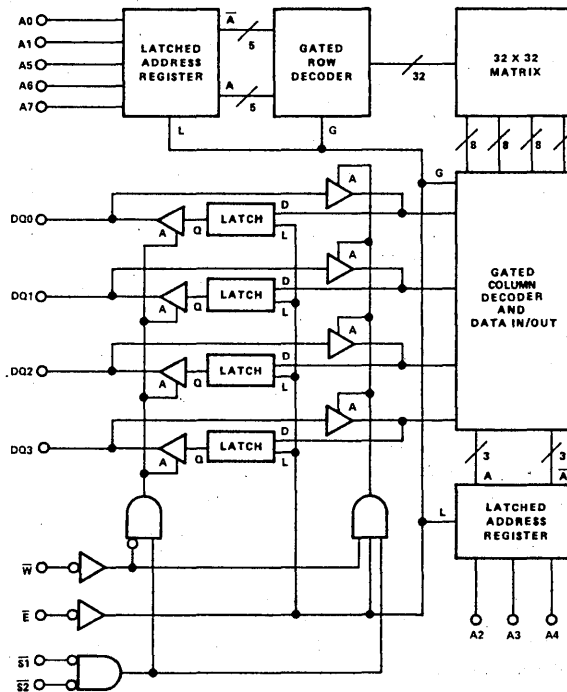 A0
A1
A5
A6
A7
LATCHED
ADDRESS
REGISTER
A̅
5
A
5
GATED
ROW
DECODER
32
32 X 32
MATRIX
L
G
8
8
8
G
A
DQ0
A
Q
LATCH
D
L
A
DQ1
A
Q
LATCH
D
L
A
DQ2
A
Q
LATCH
D
L
A
DQ3
A
Q
LATCH
D
L
GATED
COLUMN
DECODER
AND
DATA IN/OUT
3
A
3
A̅
L
LATCHED
ADDRESS
REGISTER
W̅
E̅
S̅1̅
S̅2̅
A2
A3
A4